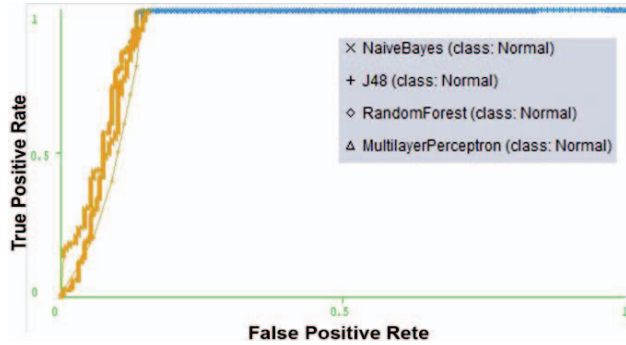 1
0.5
0
True Positive Rate
× NaiveBayes (class: Normal)
+ J48 (class: Normal)
◇ RandomForest (class: Normal)
△ MultilayerPerceptron (class: Normal)
0
0.5
1
False Positive Rete